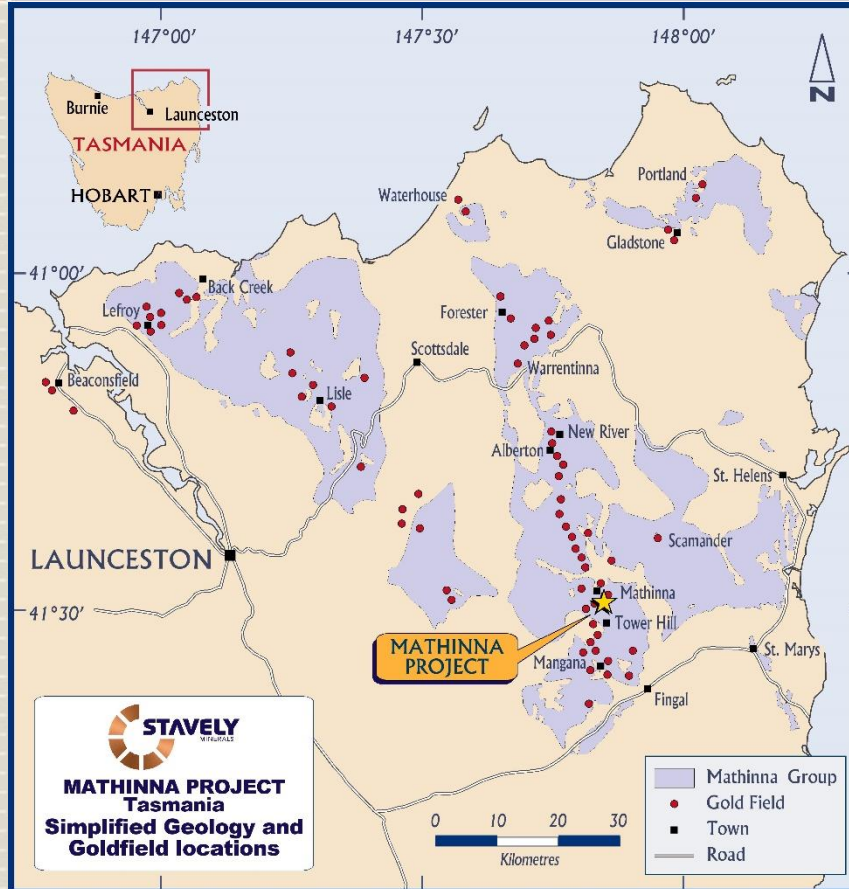 147°00'
147°30'
148°00'
N
Burnie
Launceston
TASMANIA
HOBART
Portland
Waterhouse
Gladstone
41°00'
Back Creek
Lefroy
Forester
Scottsdale
Warrentinna
Beaconsfield
Lisle
New River
Alberton
St. Helens
Scamander
LAUNCESTON
41°30'
Mathinna
Tower Hill
MATHINNA
PROJECT
Mangana
St. Marys
Fingal
STAVELY
MINERALS
MATHINNA PROJECT
Tasmania
Simplified Geology and
Goldfield locations
0 10 20 30
Kilometres
Mathinna Group
Gold Field
Town
Road